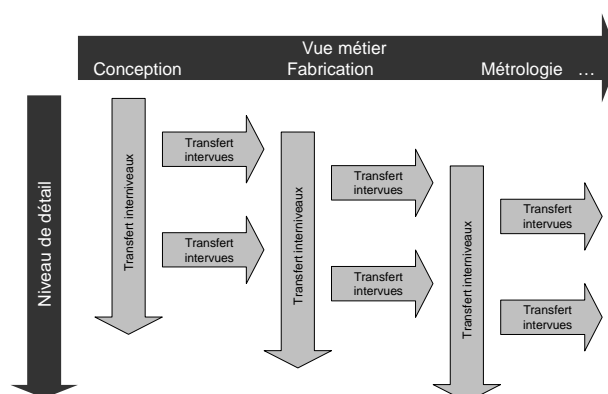 Vue métier
Conception Fabrication Métrologie …
Niveau de détail
Transfert interniveaux
Transfert
intervues
Transfert
intervues
Transfert interniveaux
Transfert
intervues
Transfert
intervues
Transfert interniveaux
Transfert
intervues
Transfert
intervues